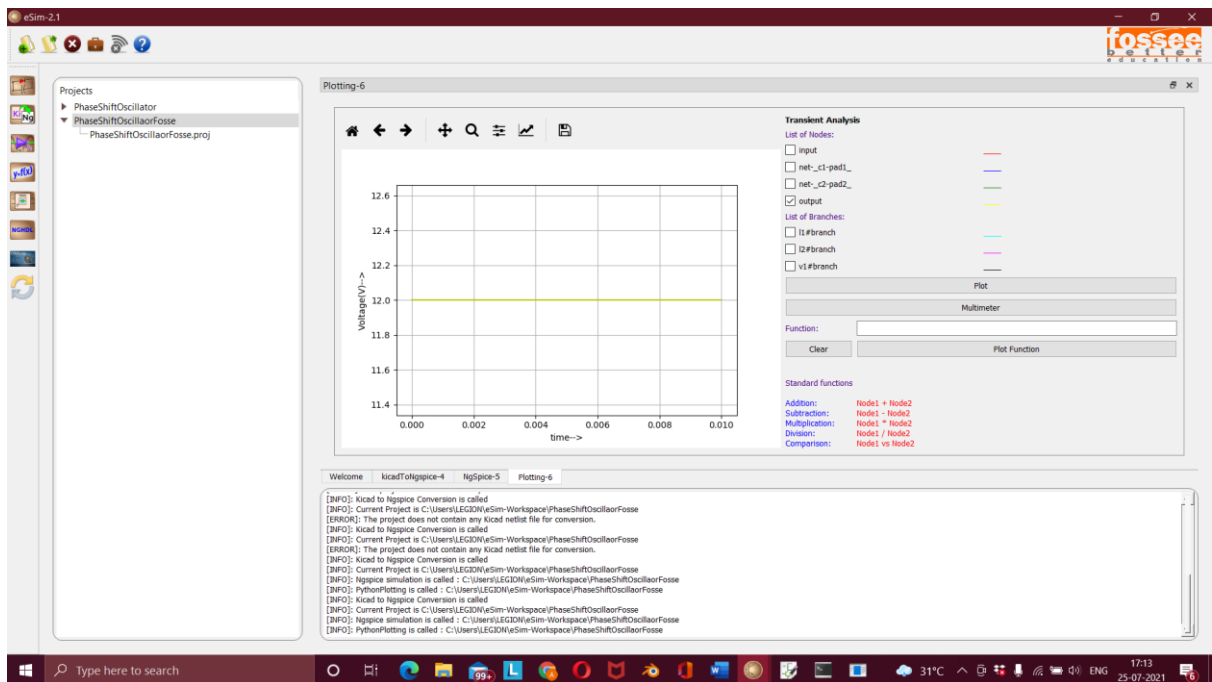 eSim-2.1
fossee
better
education
Projects
PhaseShiftOscillator
PhaseShiftOscillaorFosse
PhaseShiftOscillaorFosse.proj
KiNg
y=f(x)
NGHDL
Plotting-6
12.6
12.4
12.2
12.0
11.8
11.6
11.4
Voltage(V)-->
0.000 0.002 0.004 0.006 0.008 0.010
time-->
Transient Analysis
List of Nodes:
input
net-_c1-pad1_
net-_c2-pad2_
output
List of Branches:
l1#branch
l2#branch
v1#branch
Plot
Multimeter
Function:
Clear Plot Function
Standard functions
Addition: Node1 + Node2
Subtraction: Node1 - Node2
Multiplication: Node1 * Node2
Division: Node1 / Node2
Comparison: Node1 vs Node2
Welcome kicadToNgspice-4 NgSpice-5 Plotting-6
[INFO]: Kicad to Ngspice Conversion is called
[INFO]: Current Project is C:\Users\LEGION\eSim-Workspace\PhaseShiftOscillaorFosse
[ERROR]: The project does not contain any Kicad netlist file for conversion.
[INFO]: Kicad to Ngspice Conversion is called
[INFO]: Current Project is C:\Users\LEGION\eSim-Workspace\PhaseShiftOscillaorFosse
[ERROR]: The project does not contain any Kicad netlist file for conversion.
[INFO]: Kicad to Ngspice Conversion is called
[INFO]: Current Project is C:\Users\LEGION\eSim-Workspace\PhaseShiftOscillaorFosse
[INFO]: Ngspice simulation is called : C:\Users\LEGION\eSim-Workspace\PhaseShiftOscillaorFosse
[INFO]: PythonPlotting is called : C:\Users\LEGION\eSim-Workspace\PhaseShiftOscillaorFosse
[INFO]: Kicad to Ngspice Conversion is called
[INFO]: Current Project is C:\Users\LEGION\eSim-Workspace\PhaseShiftOscillaorFosse
[INFO]: Ngspice simulation is called : C:\Users\LEGION\eSim-Workspace\PhaseShiftOscillaorFosse
[INFO]: PythonPlotting is called : C:\Users\LEGION\eSim-Workspace\PhaseShiftOscillaorFosse
Type here to search
99+
L
31°C
ENG
17:13
25-07-2021
6